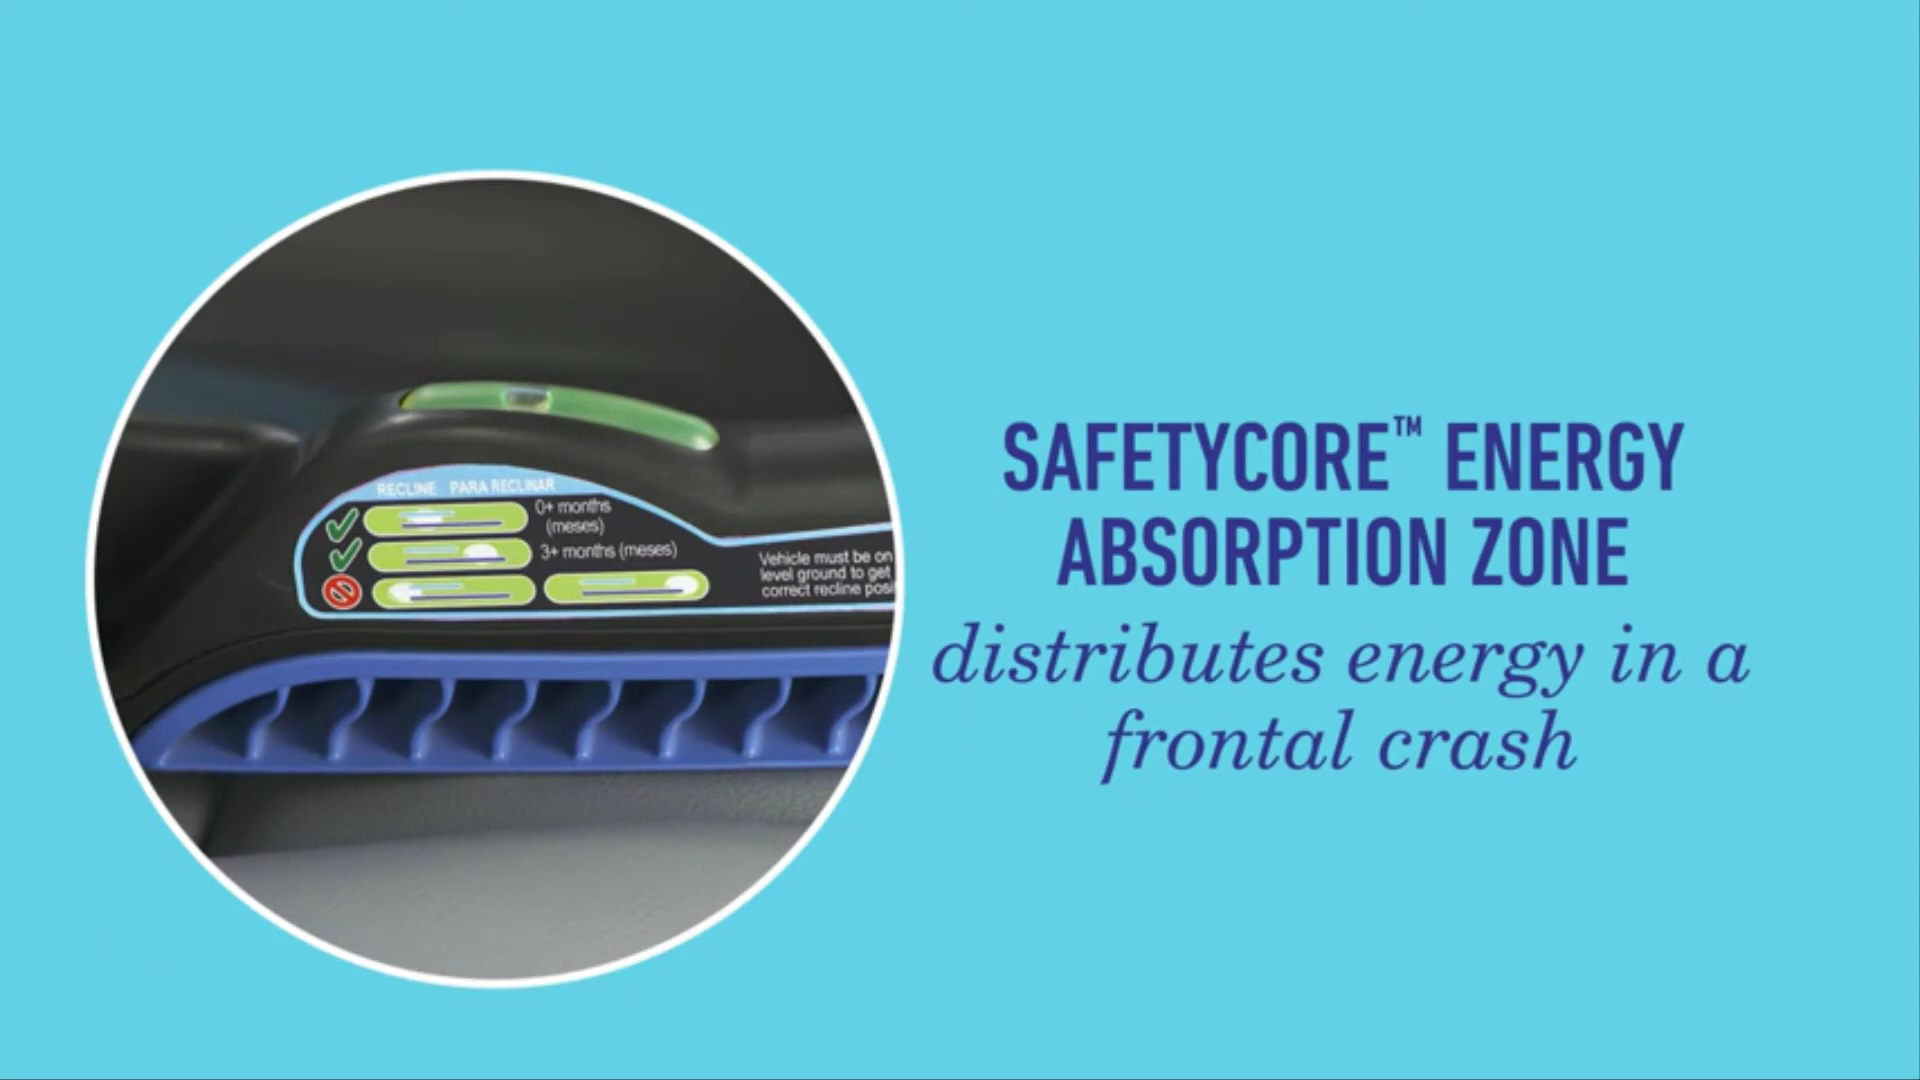 RECLINE PARA RECLINAR
0+ months
(meses)
3+ months (meses)
Vehicle must be on
level ground to get
correct recline posi
SAFETYCORE™ ENERGY
ABSORPTION ZONE
distributes energy in a
frontal crash